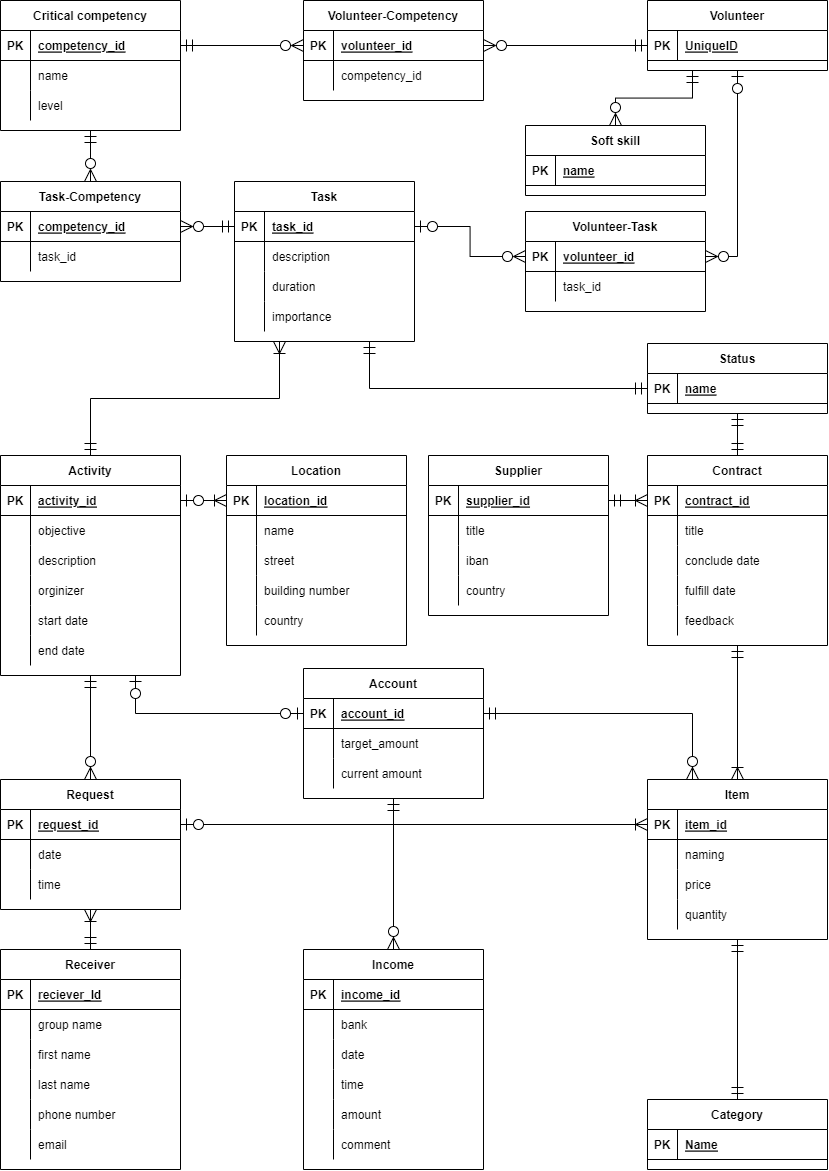 Critical competency
PK competency_id
name
level
Volunteer-Competency
PK volunteer_id
competency_id
Volunteer
PK UniqueID
Soft skill
PK name
Task-Competency
PK competency_id
task_id
Task
PK task_id
description
duration
importance
Volunteer-Task
PK volunteer_id
task_id
Status
PK name
Activity
PK activity_id
objective
description
orginizer
start date
end date
Location
PK location_id
name
street
building number
country
Supplier
PK supplier_id
title
iban
country
Contract
PK contract_id
title
conclude date
fulfill date
feedback
Account
PK account_id
target_amount
current amount
Request
PK request_id
date
time
Item
PK item_id
naming
price
quantity
Receiver
PK reciever_Id
group name
first name
last name
phone number
email
Income
PK income_id
bank
date
time
amount
comment
Category
PK Name